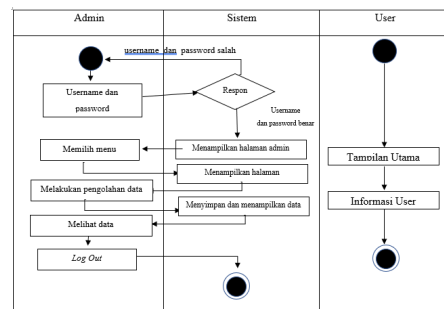 Admin
Sistem
User
username dan password salah
Username dan
password
Respon
Username
dan password benar
Memilih menu
Menampilkan halaman admin
Menampilkan halaman
Melakukan pengolahan data
Menyimpan dan menampilkan data
Melihat data
Log Out
Tampilan Utama
Informasi User